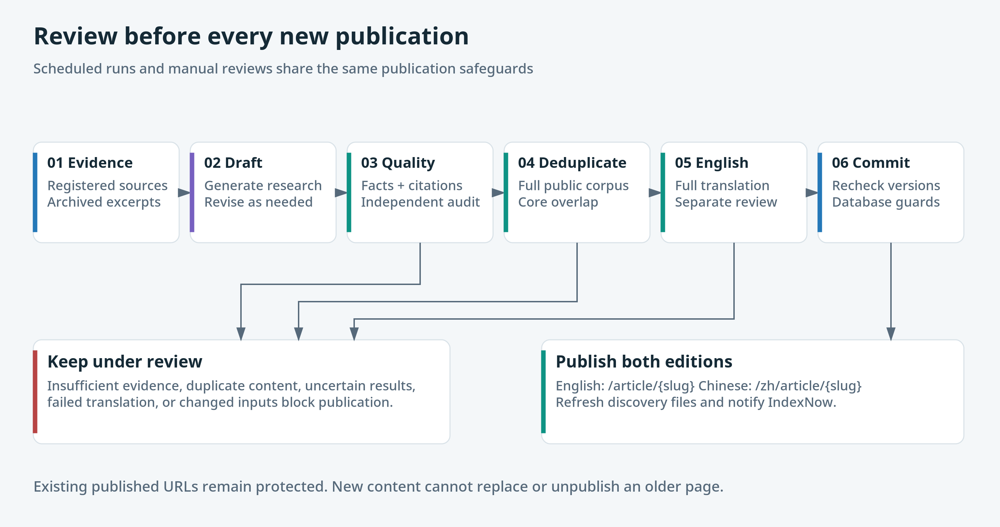 Review before every new publication
Scheduled runs and manual reviews share the same publication safeguards
01 Evidence
Registered sources
Archived excerpts
02 Draft
Generate research
Revise as needed
03 Quality
Facts + citations
Independent audit
04 Deduplicate
Full public corpus
Core overlap
05 English
Full translation
Separate review
06 Commit
Recheck versions
Database guards
Keep under review
Insufficient evidence, duplicate content, uncertain results,
failed translation, or changed inputs block publication.
Publish both editions
English: /article/{slug} Chinese: /zh/article/{slug}
Refresh discovery files and notify IndexNow.
Existing published URLs remain protected. New content cannot replace or unpublish an older page.